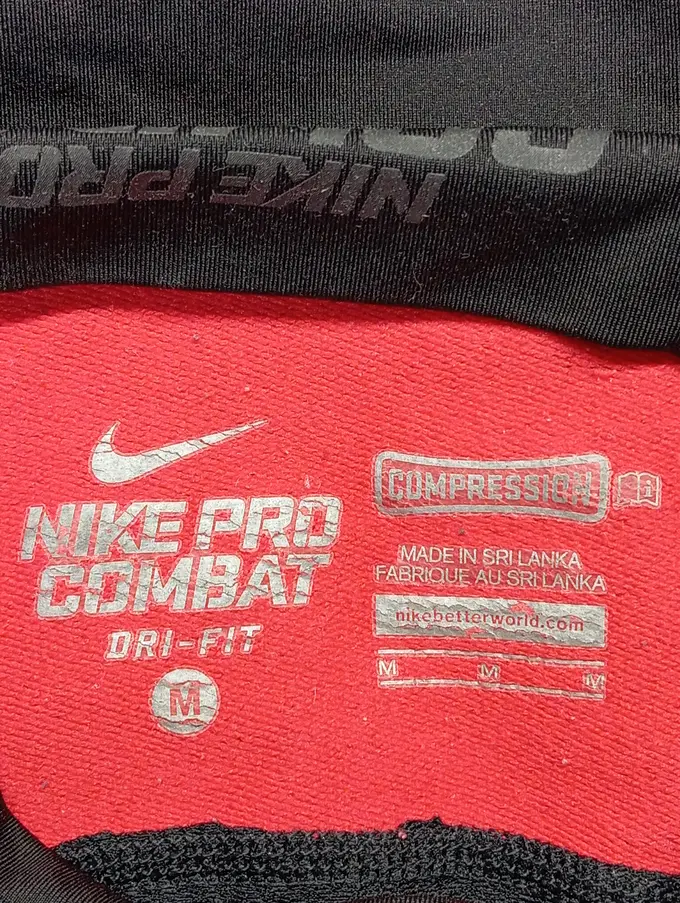 NIKE PRO
NIKE PRO
COMBAT
DRI-FIT
M
COMPRESSION
MADE IN SRI LANKA
FABRIQUE AU SRI LANKA
nikebetterworld.com
M M M